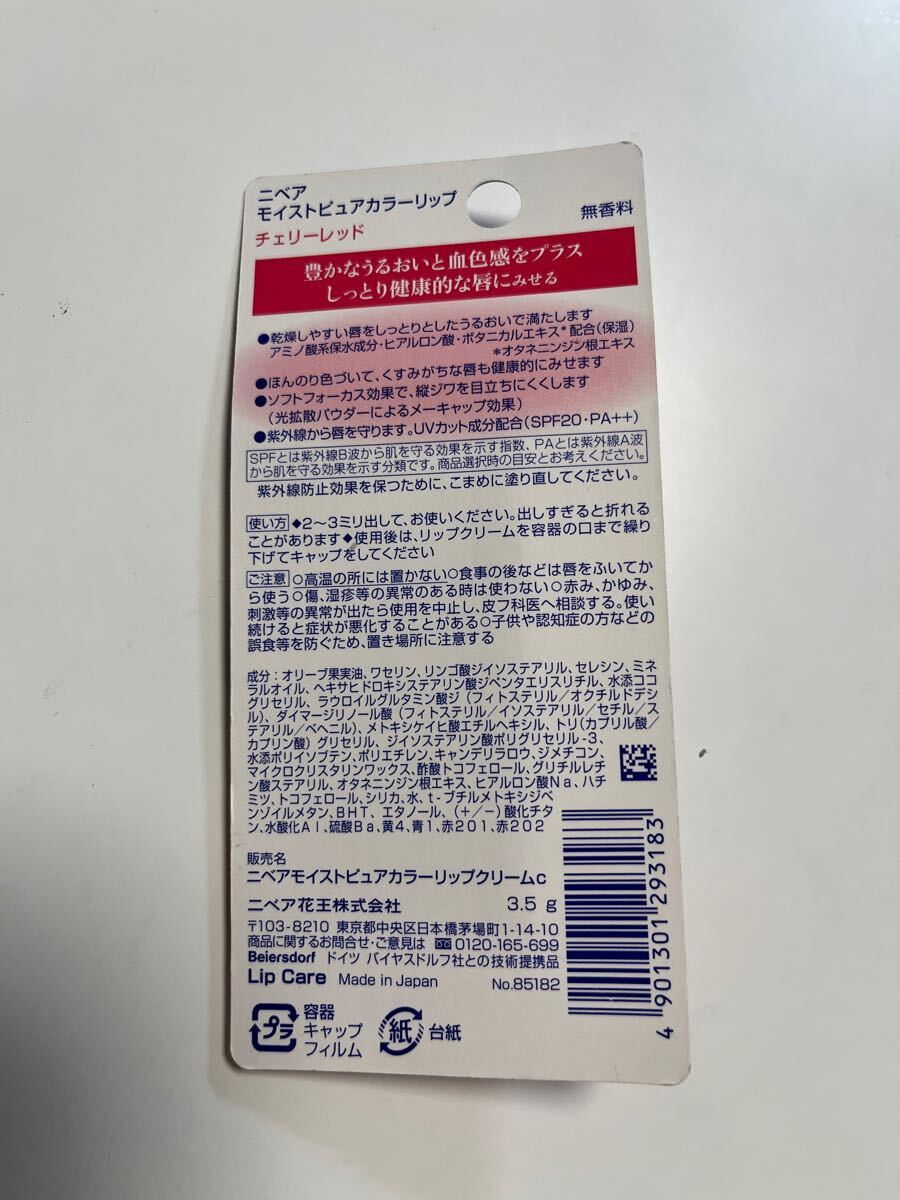 ニベア
モイストピュアカラーリップ
無香料
チェリーレッド
豊かなうるおいと血色感をプラス
しっとり健康的な唇にみせる
●乾燥しやすい唇をしっとりとしたうるおいで満たします
アミノ酸系保水成分・ヒアルロン酸・ボタニカルエキス*配合(保湿)
*オタネニンジン根エキス
●ほんのり色づいて、くすみがちな唇も健康的にみせます
●ソフトフォーカス効果で、縦ジワを目立ちにくくします
(光拡散パウダーによるメーキャップ効果)
●紫外線から唇を守ります。UVカット成分配合(SPF20・PA++)
SPFとは紫外線B波から肌を守る効果を示す指数、PAとは紫外線A波
から肌を守る効果を示す分類です。商品選択時の目安とお考えください。
紫外線防止効果を保つために、こまめに塗り直してください。
使い方 ◆2〜3ミリ出して、お使いください。出しすぎると折れる
ことがあります◆使用後は、リップクリームを容器の口まで繰り
下げてキャップをしてください
ご注意 ○高温の所には置かない○食事の後などは唇をふいてか
ら使う○傷、湿疹等の異常のある時は使わない○赤み、かゆみ、
刺激等の異常が出たら使用を中止し、皮フ科医へ相談する。使い
続けると症状が悪化することがある○子供や認知症の方などの
誤食等を防ぐため、置き場所に注意する
成分:オリーブ果実油、ワセリン、リンゴ酸ジイソステアリル、セレシン、ミネ
ラルオイル、ヘキサヒドロキシステアリン酸ジペンタエリスリチル、水添ココ
グリセリル、ラウロイルグルタミン酸ジ(フィトステリル/オクチルドデシ
ル)、ダイマージリノール酸(フィトステリル/イソステアリル/セチル/ス
テアリル/ベヘニル)、メトキシケイヒ酸エチルヘキシル、トリ(カプリル酸/
カプリン酸)グリセリル、ジイソステアリン酸ポリグリセリル-3、
水添ポリイソブテン、ポリエチレン、キャンデリラロウ、ジメチコン、
マイクロクリスタリンワックス、酢酸トコフェロール、グリチルレチ
ン酸ステアリル、オタネニンジン根エキス、ヒアルロン酸Na、ハチ
ミツ、トコフェロール、シリカ、水、t-ブチルメトキシジベ
ンゾイルメタン、BHT、エタノール、(+/−)酸化チタ
ン、水酸化Al、硫酸Ba、黄4、青1、赤201、赤202
販売名
ニベアモイストピュアカラーリップクリームc
ニベア花王株式会社 3.5 g
〒103-8210 東京都中央区日本橋茅場町1-14-10
商品に関するお問合せ・ご意見は 0120-165-699
Beiersdorf ドイツ バイヤスドルフ社との技術提携品
Lip Care Made in Japan No.85182
プラ 容器
キャップ
フィルム
紙 台紙
4 901301 293183